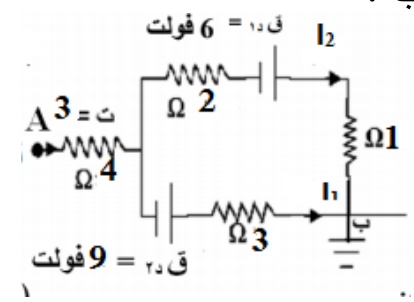 ق د١ = 6 فولت
I2
Ω 2
A 3 = ت
Ω1
Ω 4
I1
ب
Ω 3
ق د٢ = 9 فولت